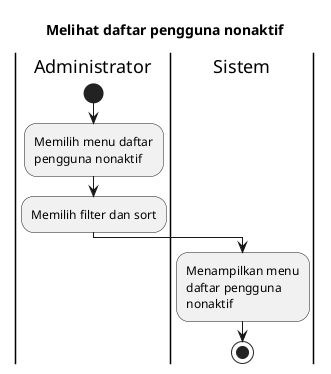 Melihat daftar pengguna nonaktif
Administrator
Sistem
Memilih menu daftar
pengguna nonaktif
Memilih filter dan sort
Menampilkan menu
daftar pengguna
nonaktif